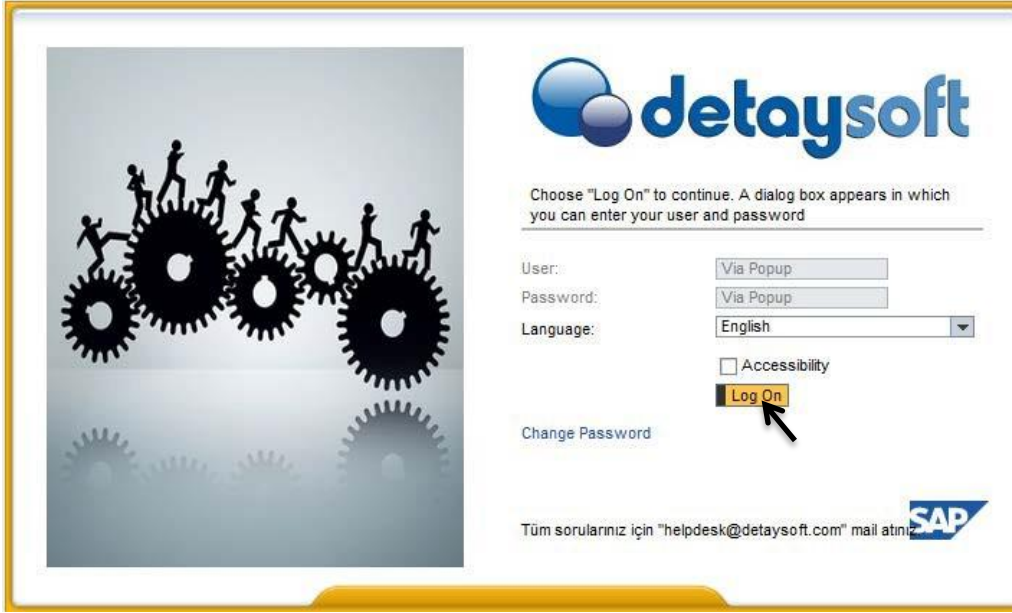 detaysoft
Choose "Log On" to continue. A dialog box appears in which
you can enter your user and password
User: Via Popup
Password: Via Popup
Language: English
Accessibility
Log On
Change Password
SAP
Tüm sorularınız için "helpdesk@detaysoft.com" mail atınız.